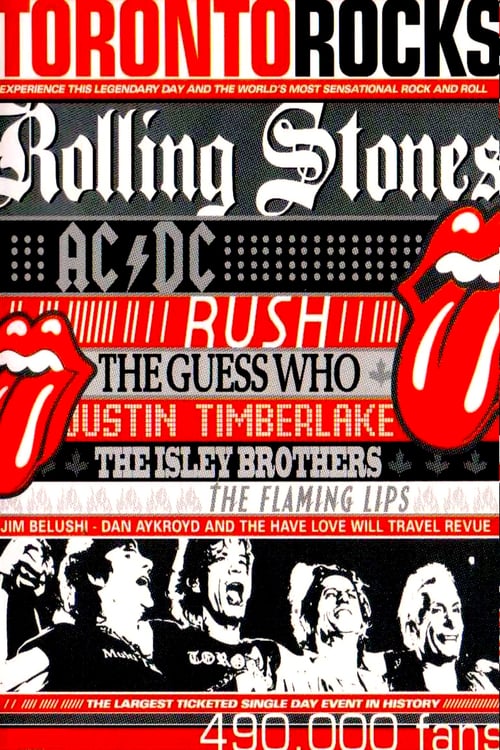 TORONTOROCKS
EXPERIENCE THIS LEGENDARY DAY AND THE WORLD'S MOST SENSATIONAL ROCK AND ROLL
Rolling Stones
AC DC
RUSH
THE GUESS WHO
JUSTIN TIMBERLAKE
THE ISLEY BROTHERS
THE FLAMING LIPS
JIM BELUSHI - DAN AYKROYD AND THE HAVE LOVE WILL TRAVEL REVUE
TORO
THE LARGEST TICKETED SINGLE DAY EVENT IN HISTORY
490,000 fans